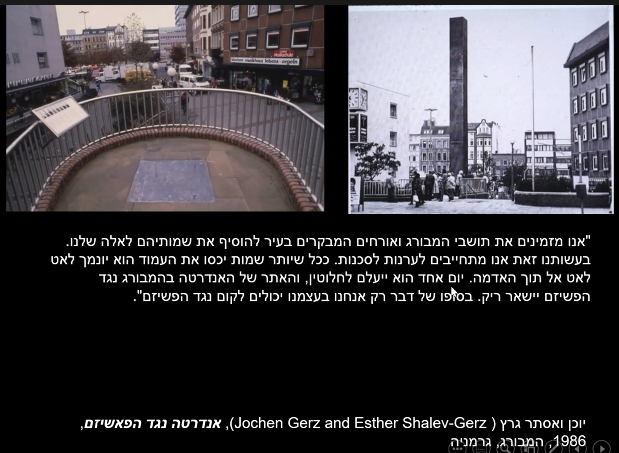 "אנו מזמינים את תושבי המבורג ואורחים המבקרים בעיר להוסיף את שמותיהם לאלה שלנו.
בעשותנו זאת אנו מתחייבים לערנות לסכנות. ככל שיותר שמות יכסו את העמוד הוא יונמך לאט
לאט אל תוך האדמה. יום אחד הוא ייעלם לחלוטין, והאתר של האנדרטה בהמבורג נגד
הפשיזם יישאר ריק. בסופו של דבר רק אנחנו בעצמנו יכולים לקום נגד הפשיזם".
יוכן ואסתר גרץ ( Jochen Gerz and Esther Shalev-Gerz), אנדרטה נגד הפאשיזם,
1986, המבורג, גרמניה